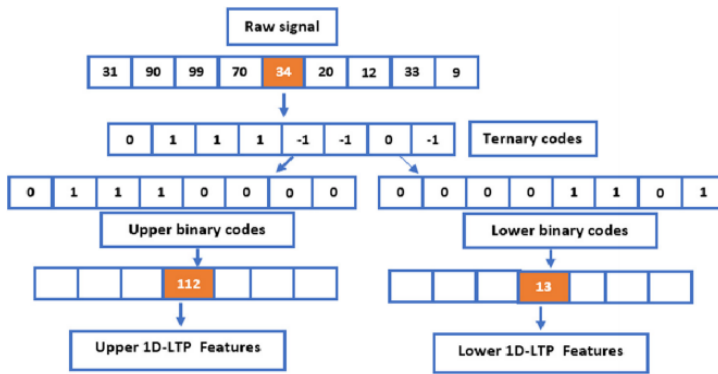 Raw signal
31 90 99 70 34 20 12 33 9
0 1 1 1 -1 -1 0 -1
Ternary codes
0 1 1 1 0 0 0 0
0 0 0 0 1 1 0 1
Upper binary codes
Lower binary codes
112
13
Upper 1D-LTP Features
Lower 1D-LTP Features